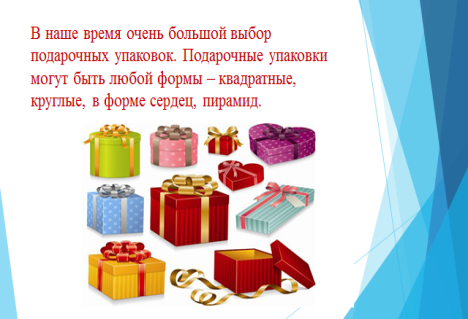 В наше время очень большой выбор
подарочных упаковок. Подарочные упаковки
могут быть любой формы – квадратные,
круглые, в форме сердец, пирамид.